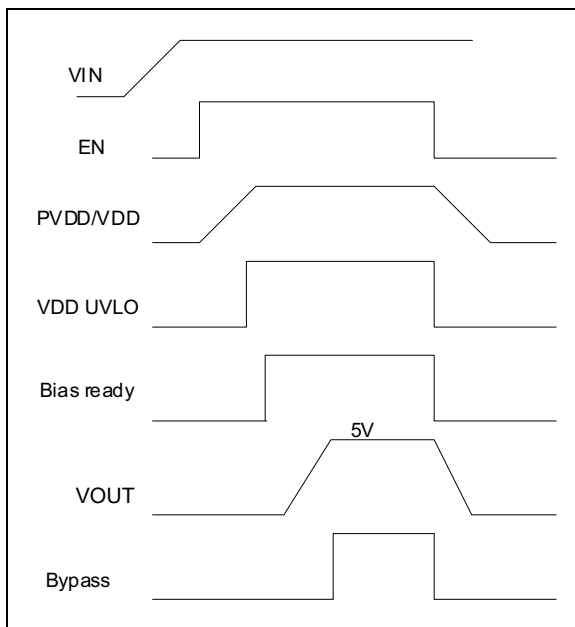 VIN
EN
PVDD/VDD
VDD UVLO
Bias ready
5V
VOUT
Bypass